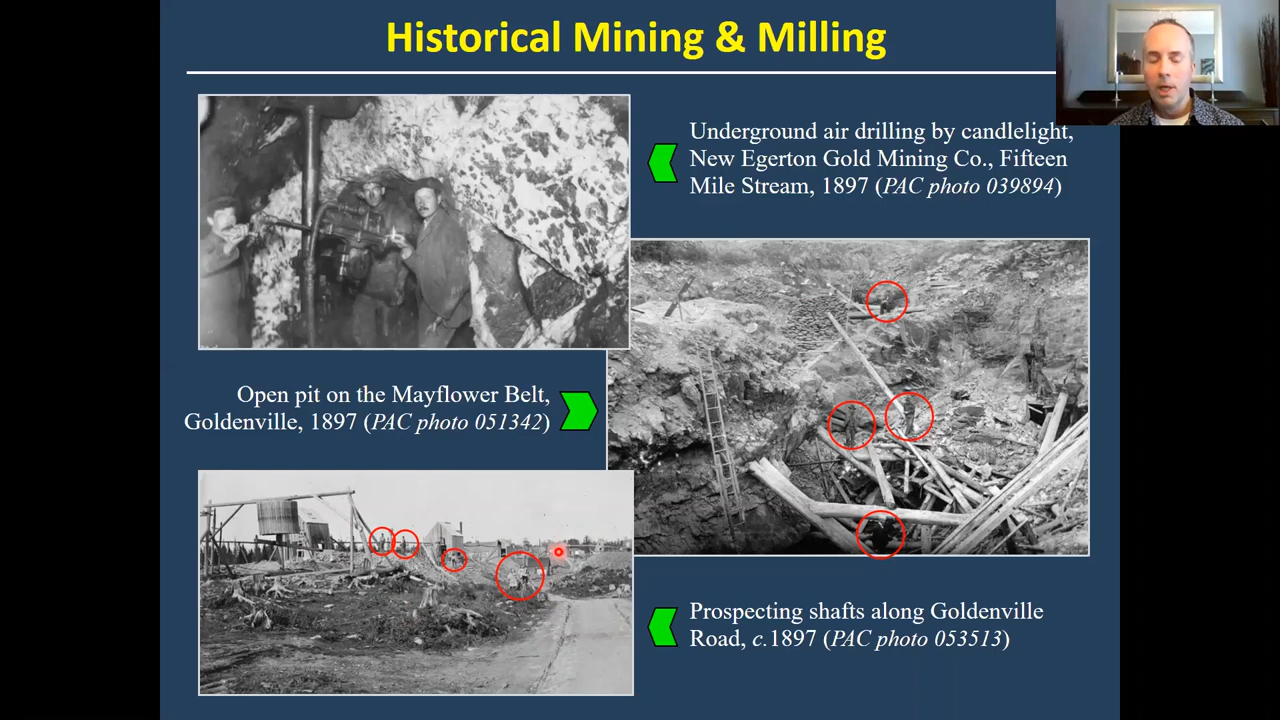 Historical Mining & Milling
Underground air drilling by candlelight,
New Egerton Gold Mining Co., Fifteen
Mile Stream, 1897 (PAC photo 039894)
Open pit on the Mayflower Belt,
Goldenville, 1897 (PAC photo 051342)
Prospecting shafts along Goldenville
Road, c.1897 (PAC photo 053513)